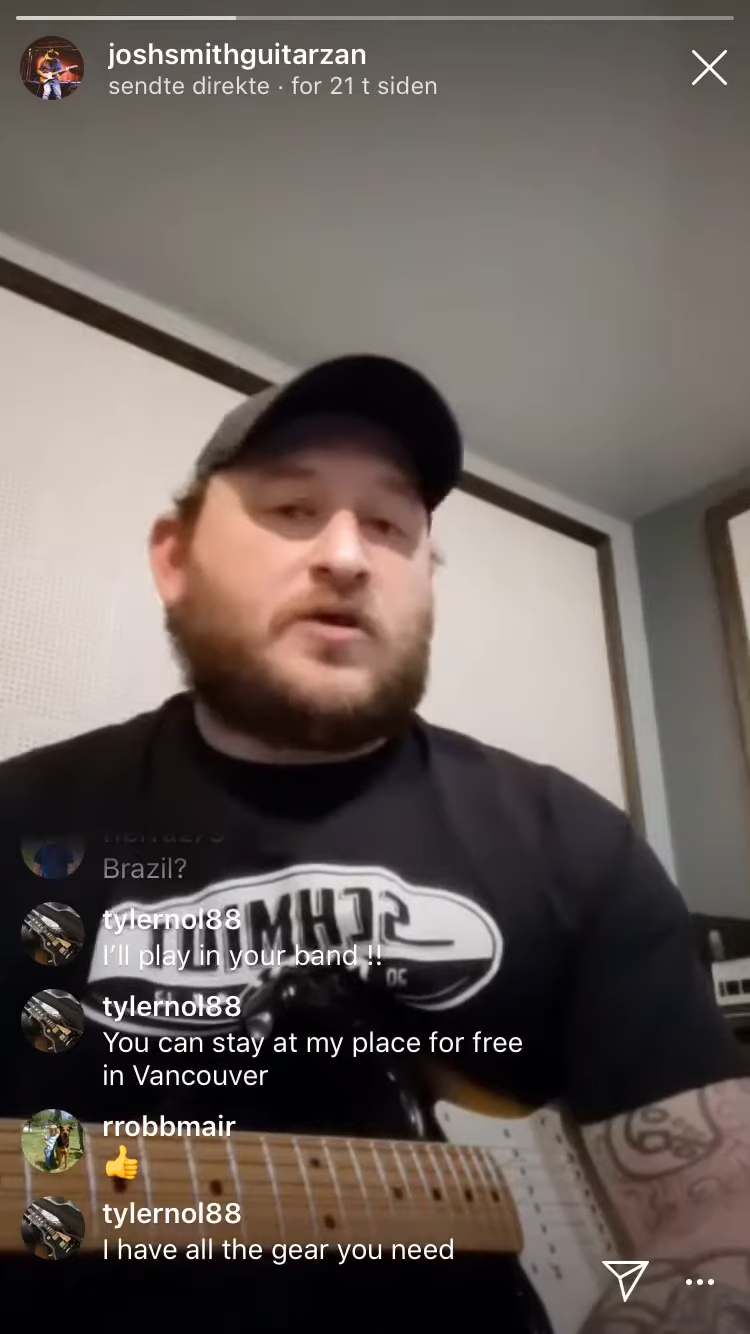 joshsmithguitarzan
sendte direkte · for 21 t siden
Brazil?
tylernol88
I'll play in your band !!
tylernol88
You can stay at my place for free
in Vancouver
rrobbmair
👍
tylernol88
I have all the gear you need